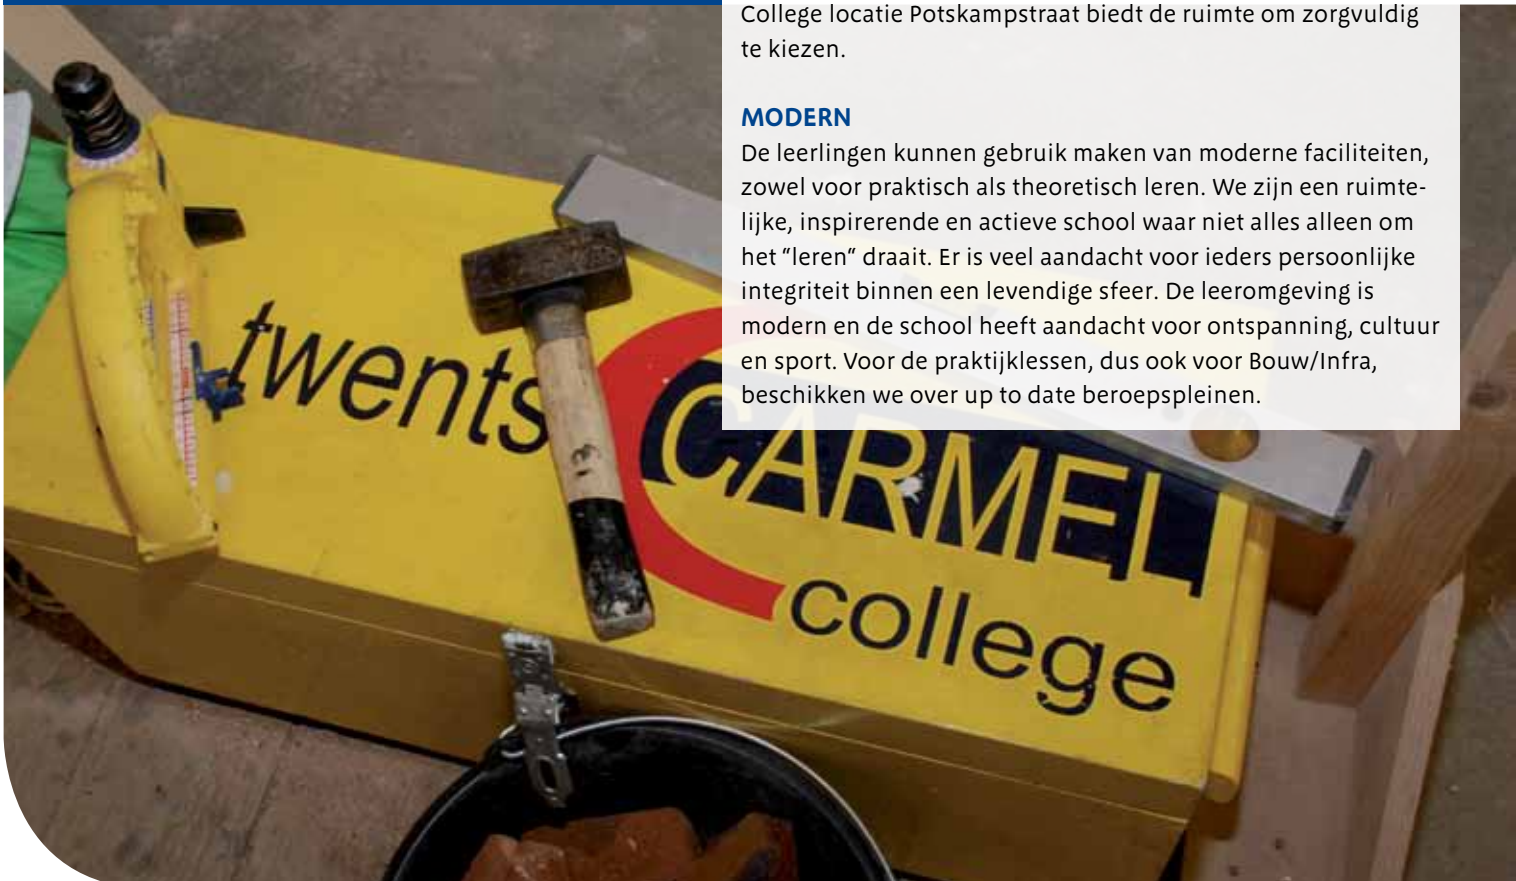 College locatie Potskampstraat biedt de ruimte om zorgvuldig
te kiezen.
MODERN
De leerlingen kunnen gebruik maken van moderne faciliteiten,
zowel voor praktisch als theoretisch leren. We zijn een ruimte-
lijke, inspirerende en actieve school waar niet alles alleen om
het “leren” draait. Er is veel aandacht voor ieders persoonlijke
integriteit binnen een levendige sfeer. De leeromgeving is
modern en de school heeft aandacht voor ontspanning, cultuur
en sport. Voor de praktijklessen, dus ook voor Bouw/Infra,
beschikken we over up to date beroepspleinen.
twents
CARMEL
college